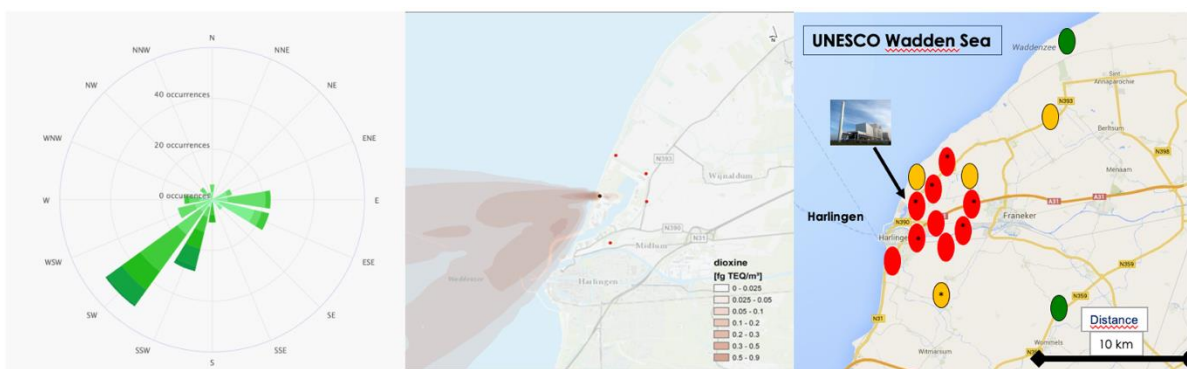 N
NNW
NNE
NW
NE
40 occurrences
WNW
ENE
20 occurrences
0 occurrences
W
E
WSW
ESE
SW
SE
SSW
SSE
S
N393
Wijnaldum
N390
N31
Midlum
Harlingen
dioxine
[fg TEQ/m³]
0 - 0.025
0.025 - 0.05
0.05 - 0.1
0.1 - 0.2
0.2 - 0.3
0.3 - 0.5
0.5 - 0.9
UNESCO Wadden Sea
Waddenzee
N393
Berltsum
N398
Menaam
A31
A31
Harlingen
N390
Franeker
N359
N359
Distance
10 km
N31
Witmarsum
Wommels